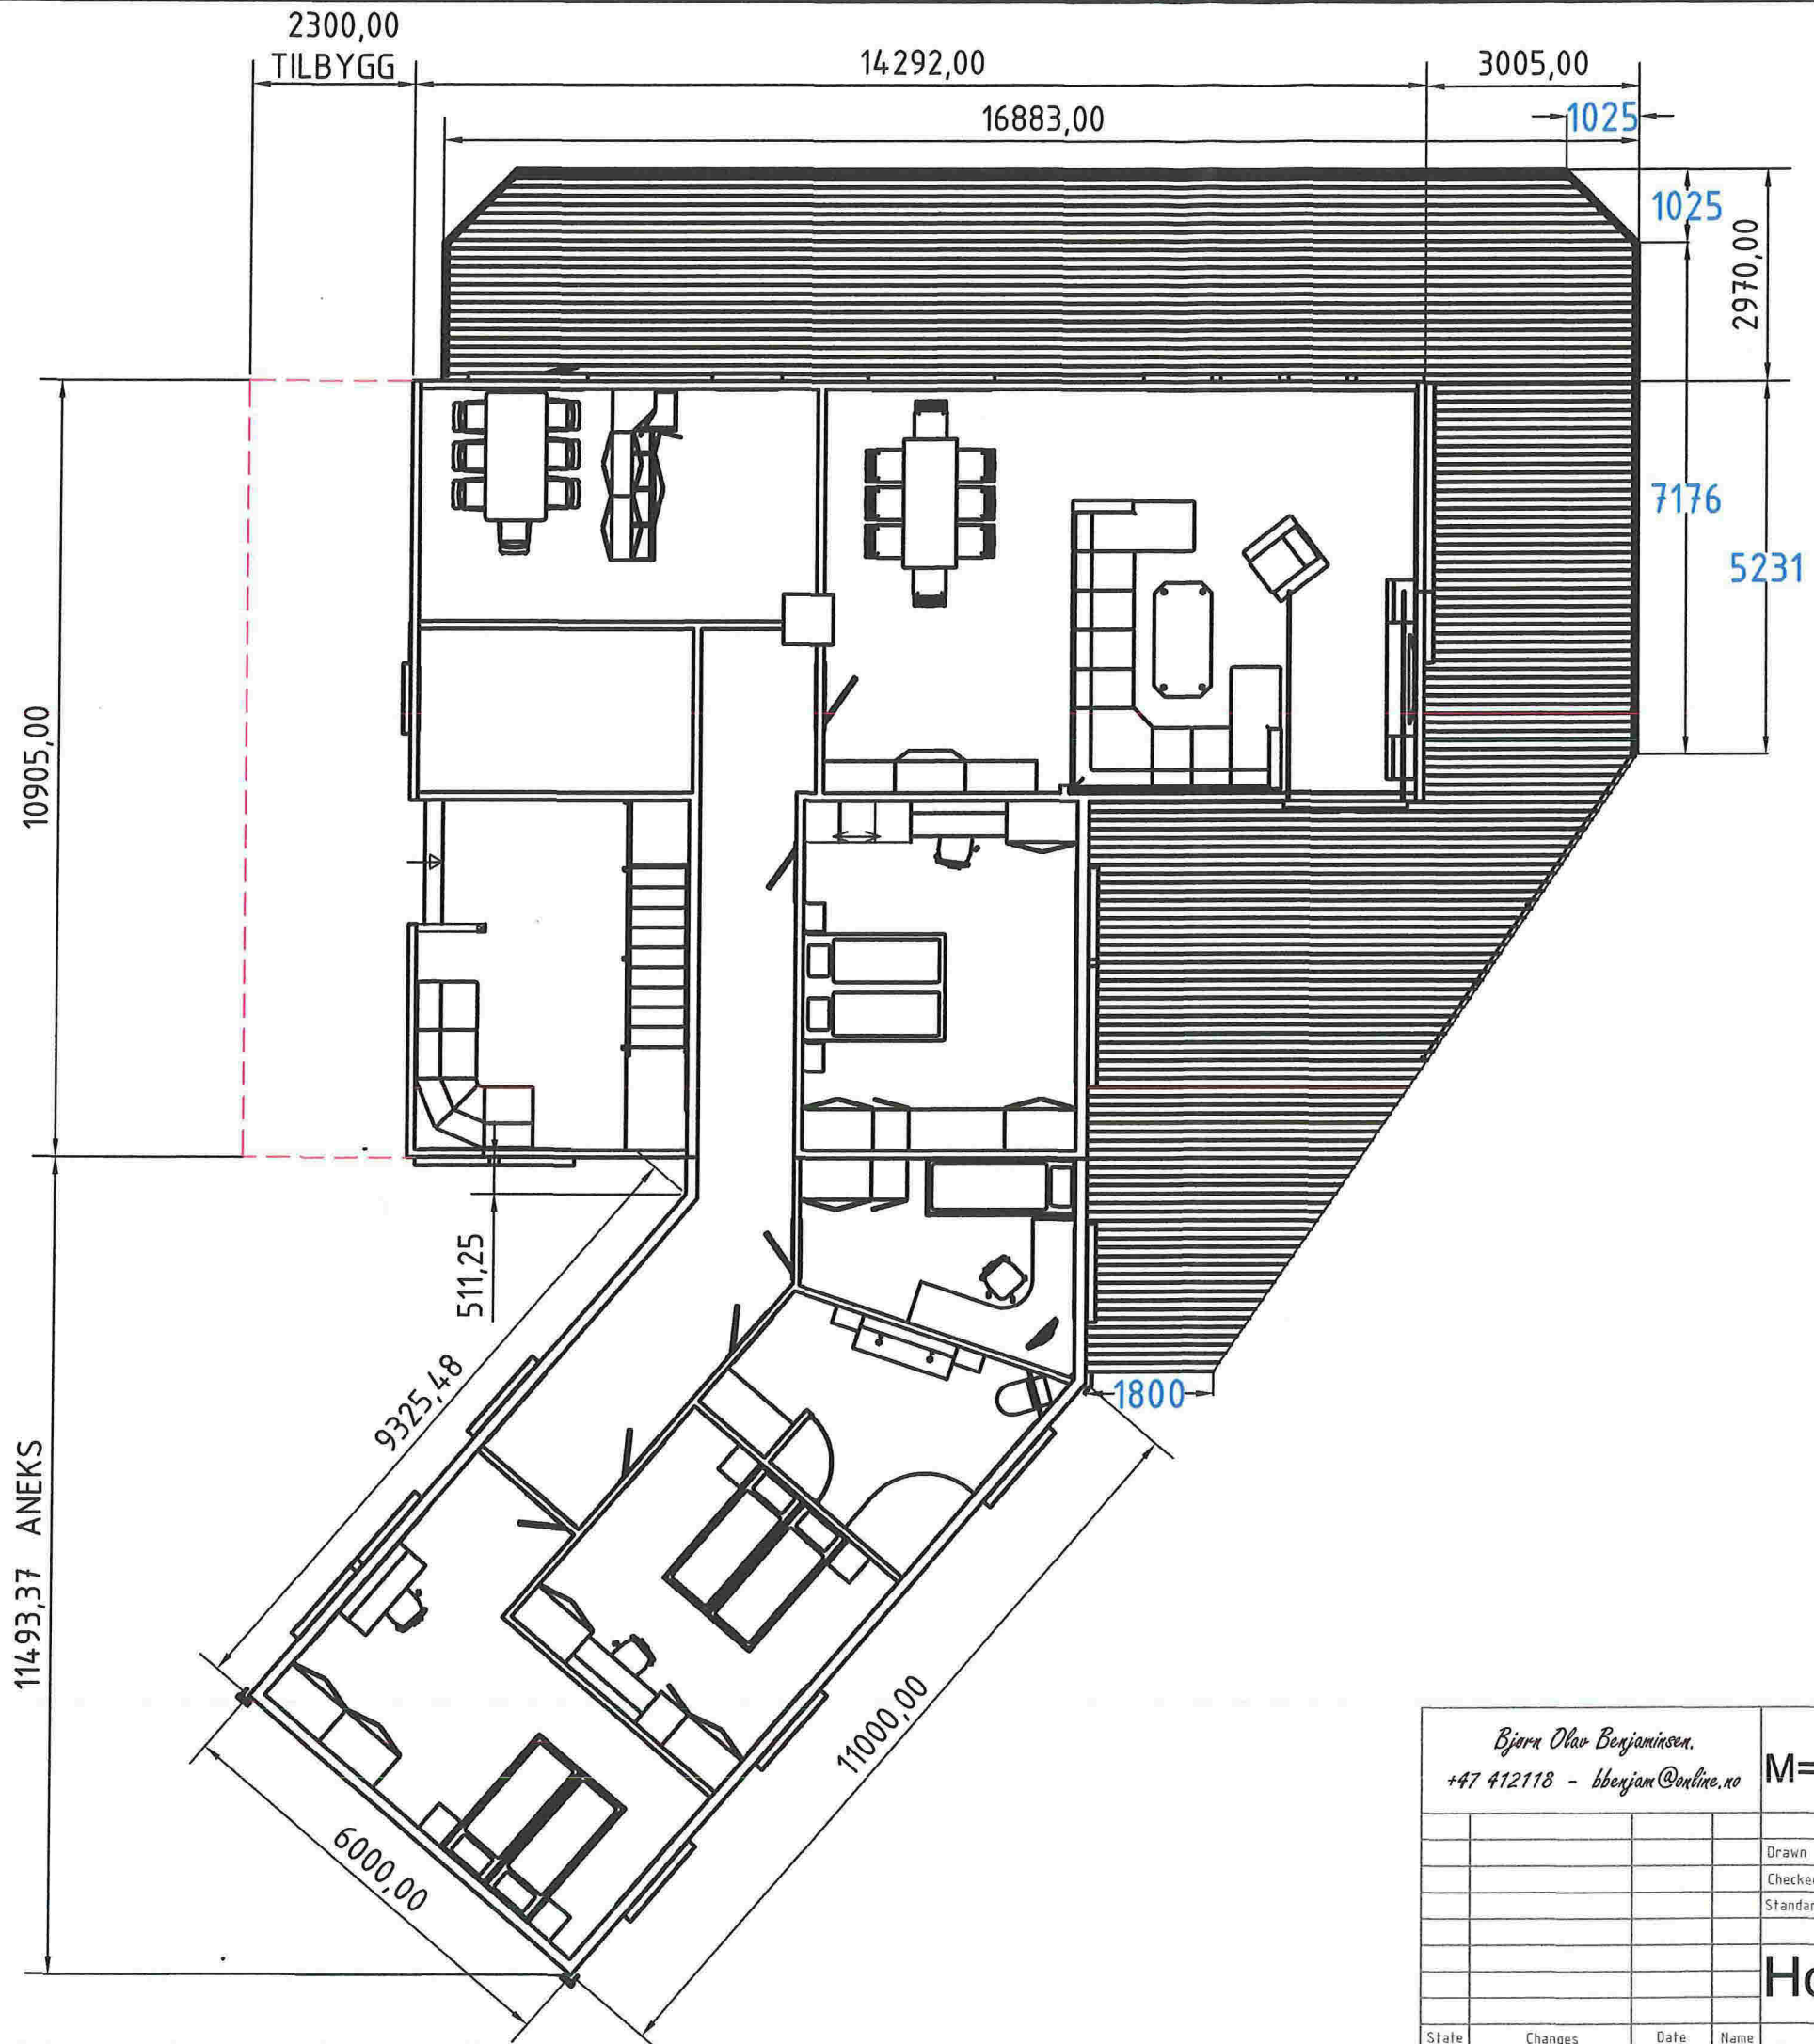 2300,00
TILBYGG
14292,00
3005,00
16883,00
1025
1025
2970,00
7176
5231
10905,00
511,25
9325,48
1800
11493,37 ANEKS
11000,00
6000,00
Bjørn Olav Benjaminsen.
+47 412118 - bbenjam@online.no
M=
Drawn
Checke
Standar
Ho
State Changes Date Name